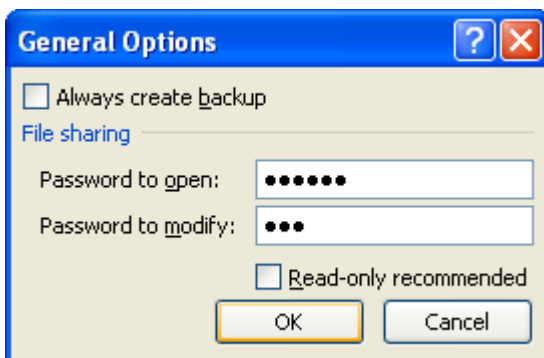 General Options
Always create backup
File sharing
Password to open: ●●●●●●
Password to modify: ●●●
Read-only recommended
OK Cancel